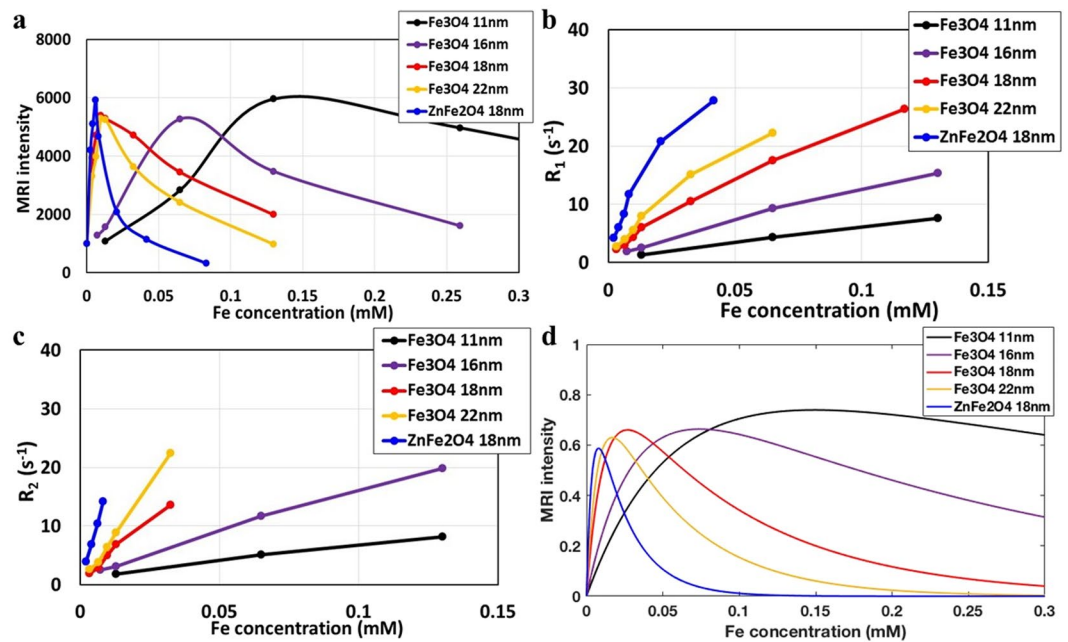 a
MRI intensity
8000
6000
4000
2000
0
0
0.05
0.1
0.15
0.2
0.25
0.3
Fe concentration (mM)
Fe3O4 11nm
Fe3O4 16nm
Fe3O4 18nm
Fe3O4 22nm
ZnFe2O4 18nm
b
R1 (s-1)
40
30
20
10
0
0
0.05
0.1
0.15
Fe concentration (mM)
Fe3O4 11nm
Fe3O4 16nm
Fe3O4 18nm
Fe3O4 22nm
ZnFe2O4 18nm
c
R2 (s-1)
40
30
20
10
0
0
0.05
0.1
0.15
Fe concentration (mM)
Fe3O4 11nm
Fe3O4 16nm
Fe3O4 18nm
Fe3O4 22nm
ZnFe2O4 18nm
d
MRI intensity
1
0.8
0.6
0.4
0.2
0
0
0.05
0.1
0.15
0.2
0.25
0.3
Fe concentration (mM)
Fe3O4 11nm
Fe3O4 16nm
Fe3O4 18nm
Fe3O4 22nm
ZnFe2O4 18nm